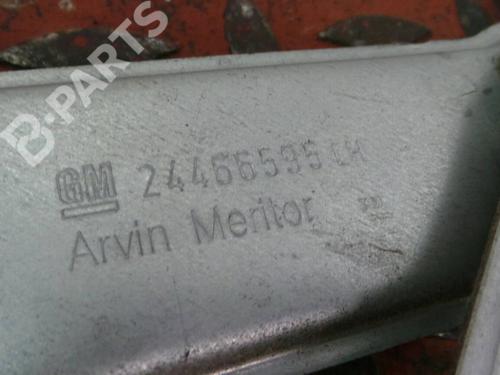 B-PARTS
GM 24466595 LH
Arvin Meritor